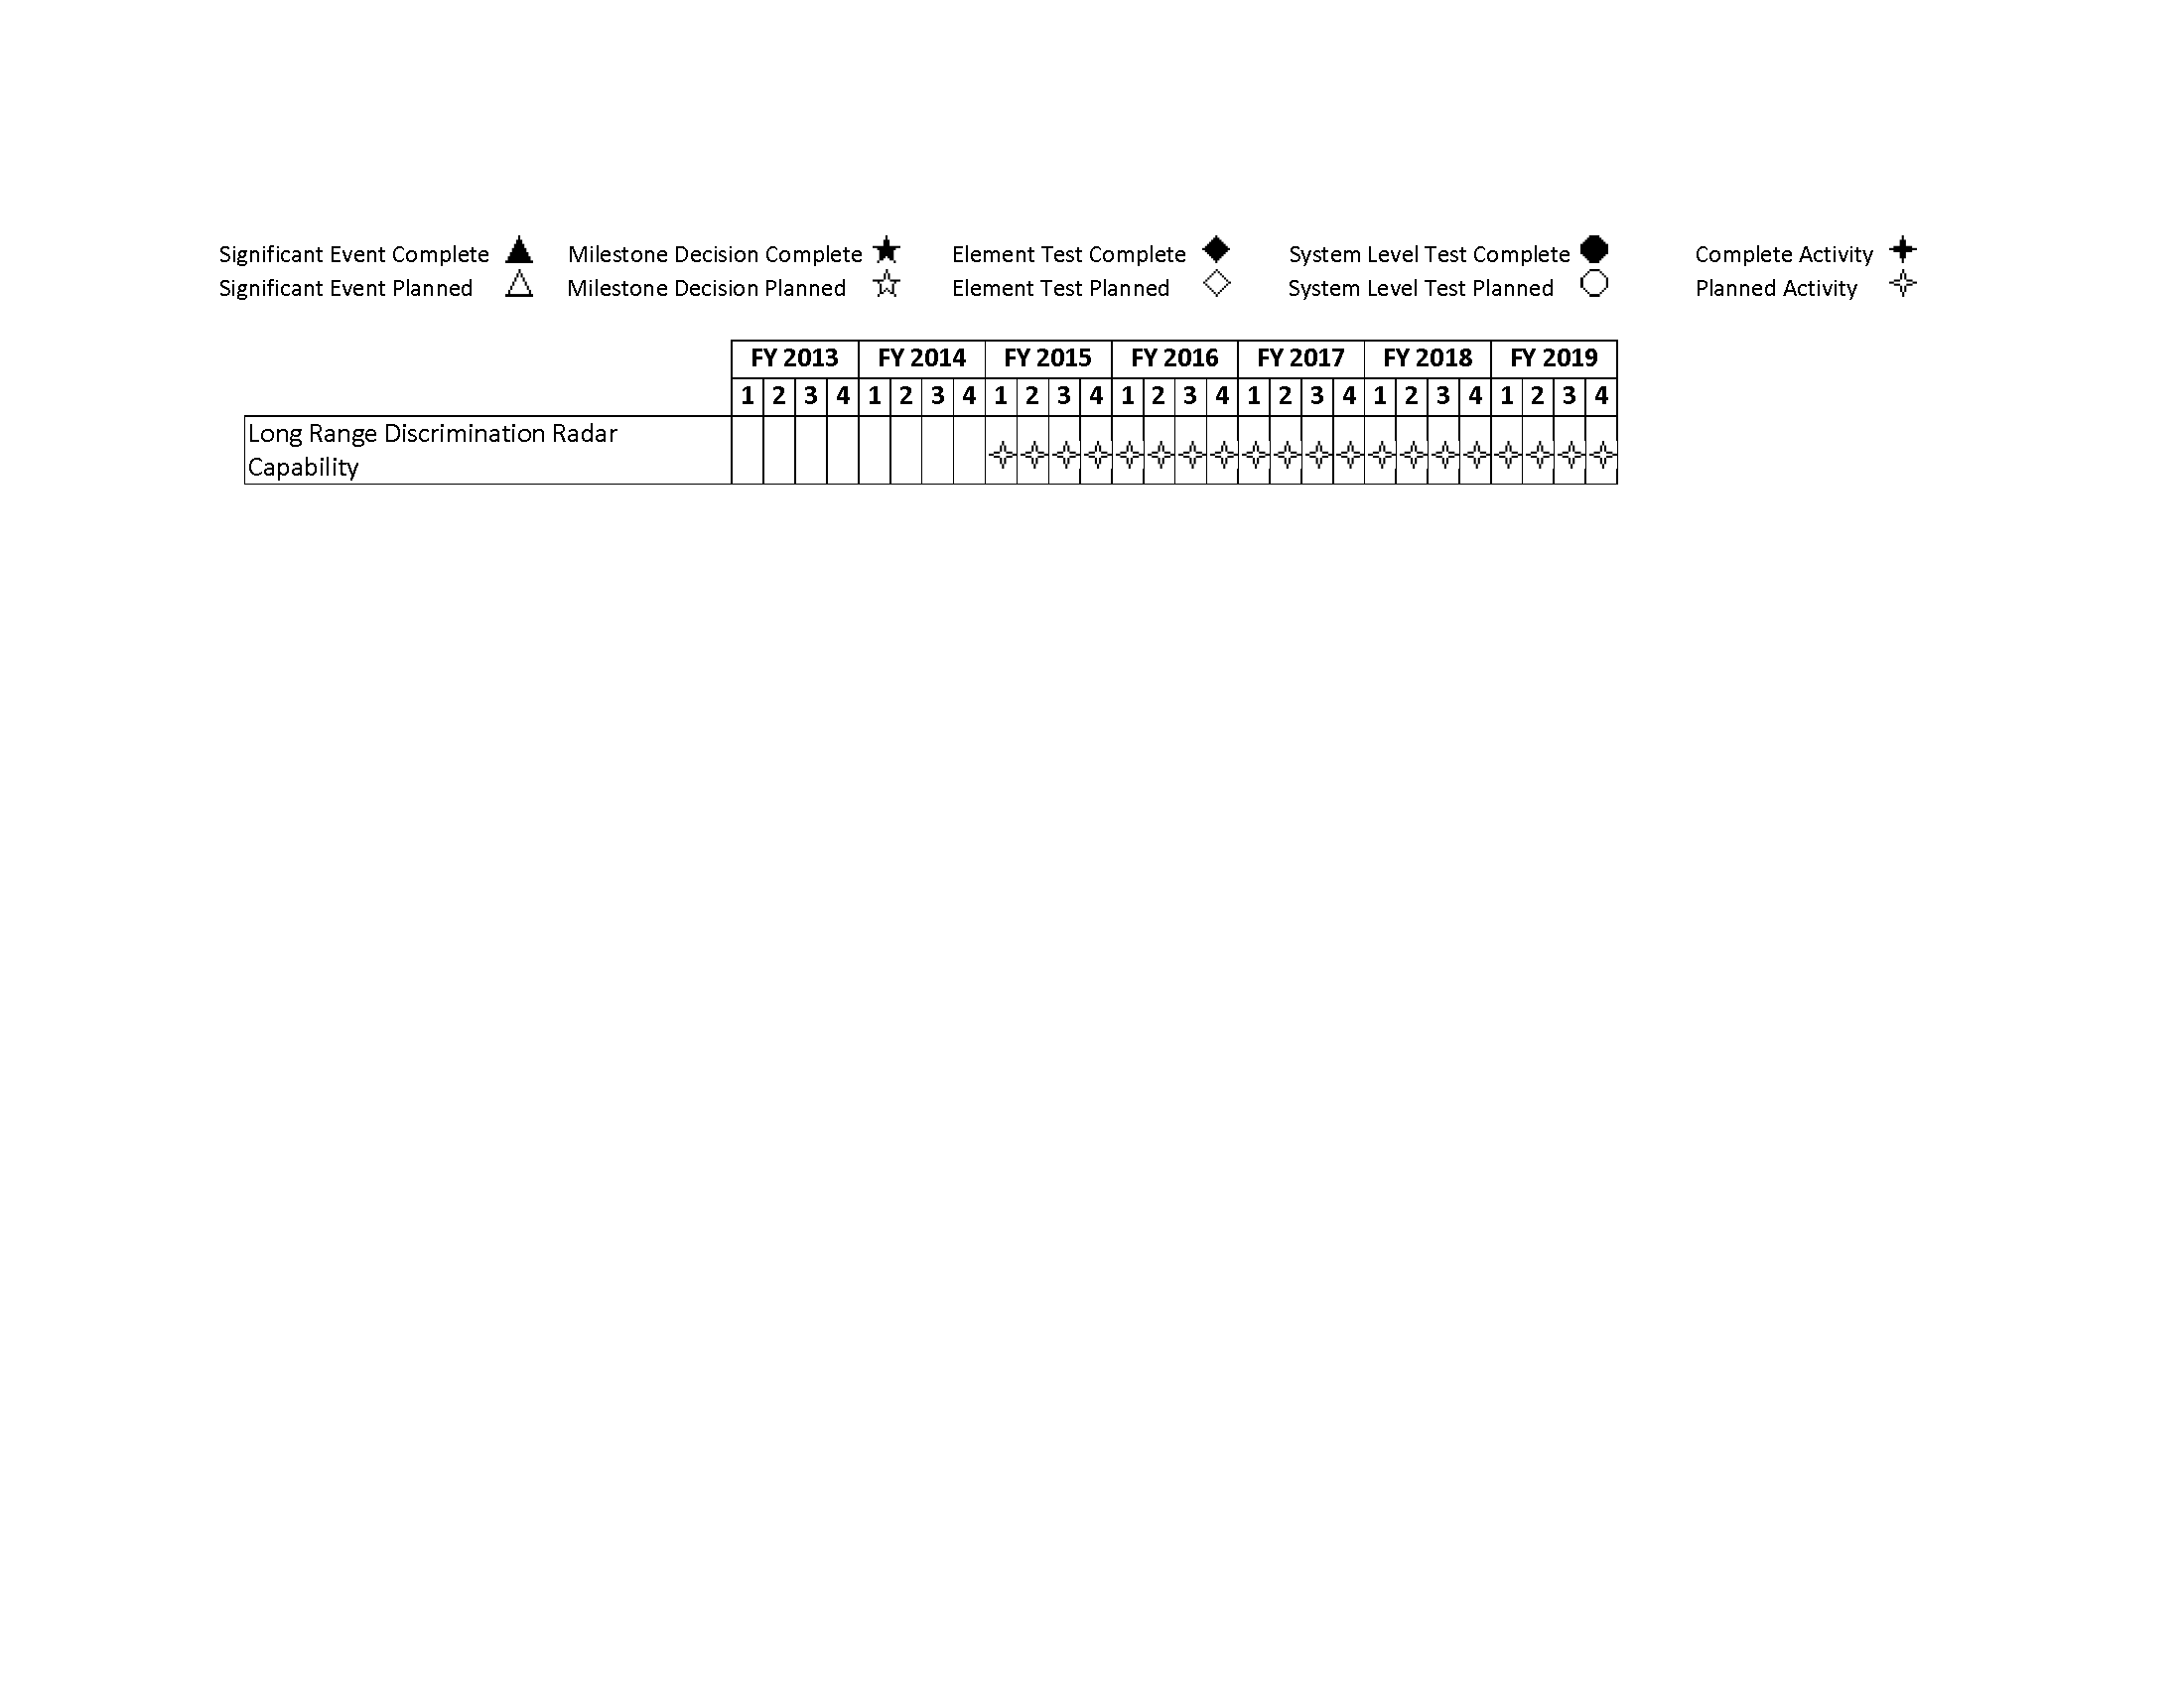 Significant Event Complete Milestone Decision Complete Element Test Complete System Level Test Complete Complete Activity
Significant Event Planned Milestone Decision Planned Element Test Planned System Level Test Planned Planned Activity
FY 2013 FY 2014 FY 2015 FY 2016 FY 2017 FY 2018 FY 2019
1 2 3 4 1 2 3 4 1 2 3 4 1 2 3 4 1 2 3 4 1 2 3 4 1 2 3 4
Long Range Discrimination Radar
Capability